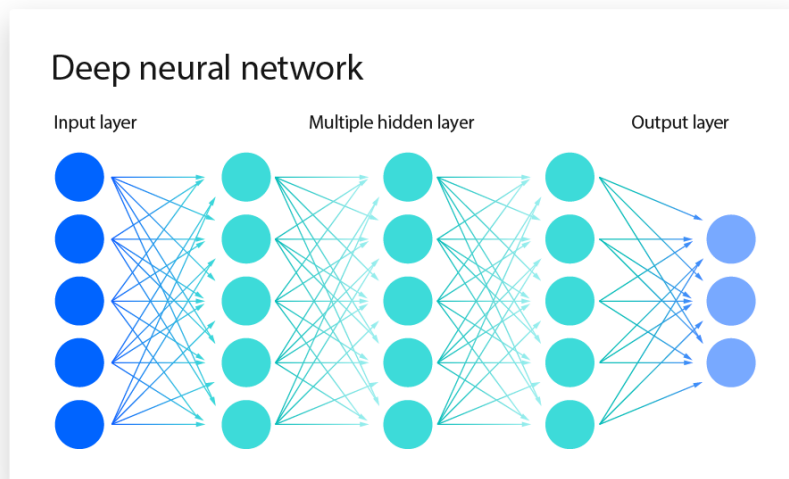 Deep neural network
Input layer
Multiple hidden layer
Output layer